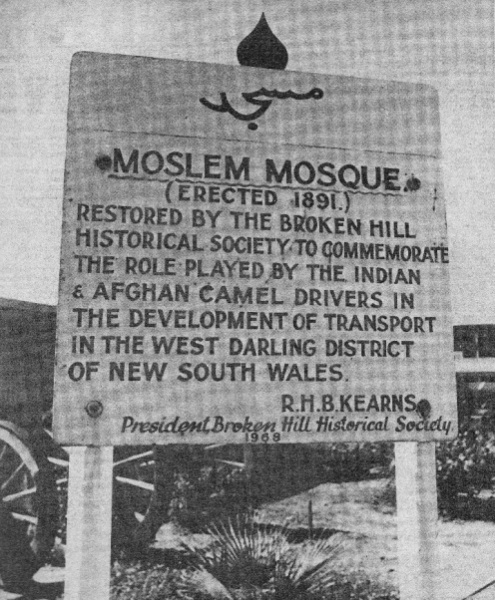 مسجد
MOSLEM MOSQUE.
(ERECTED 1891.)
RESTORED BY THE BROKEN HILL
HISTORICAL SOCIETY TO COMMEMORATE
THE ROLE PLAYED BY THE INDIAN
& AFGHAN CAMEL DRIVERS IN
THE DEVELOPMENT OF TRANSPORT
IN THE WEST DARLING DISTRICT
OF NEW SOUTH WALES.
R.H.B.KEARNS.
President, Broken Hill Historical Society.
1968